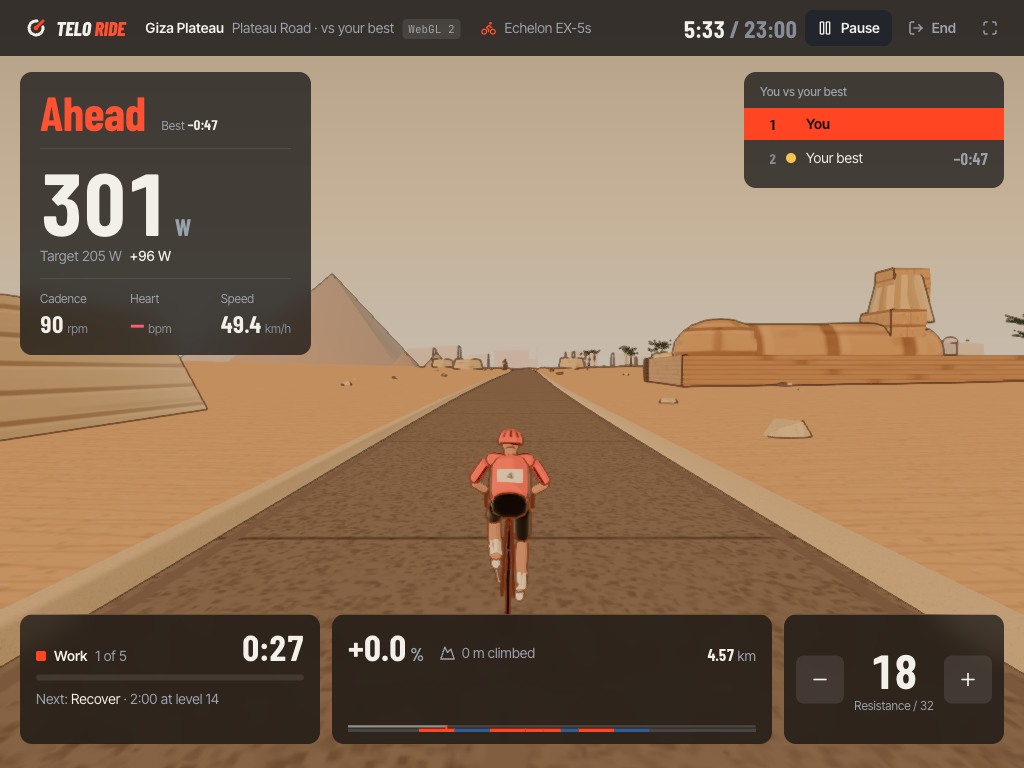 TELO RIDE
Giza Plateau Plateau Road · vs your best WebGL 2
Echelon EX-5s
5:33 / 23:00
Pause
End
Ahead
Best −0:47
301 W
Target 205 W +96 W
Cadence Heart Speed
90 rpm — bpm 49.4 km/h
You vs your best
1 You
2 Your best −0:47
4
Work 1 of 5 0:27
Next: Recover · 2:00 at level 14
+0.0 % 0 m climbed 4.57 km
− 18 +
Resistance / 32